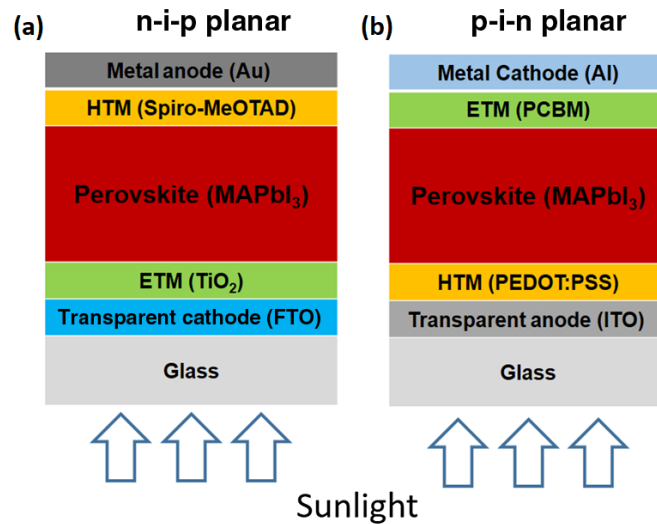 (a)
n-i-p planar
Metal anode (Au)
HTM (Spiro-MeOTAD)
Perovskite (MAPbI₃)
ETM (TiO₂)
Transparent cathode (FTO)
Glass
(b)
p-i-n planar
Metal Cathode (Al)
ETM (PCBM)
Perovskite (MAPbI₃)
HTM (PEDOT:PSS)
Transparent anode (ITO)
Glass
Sunlight